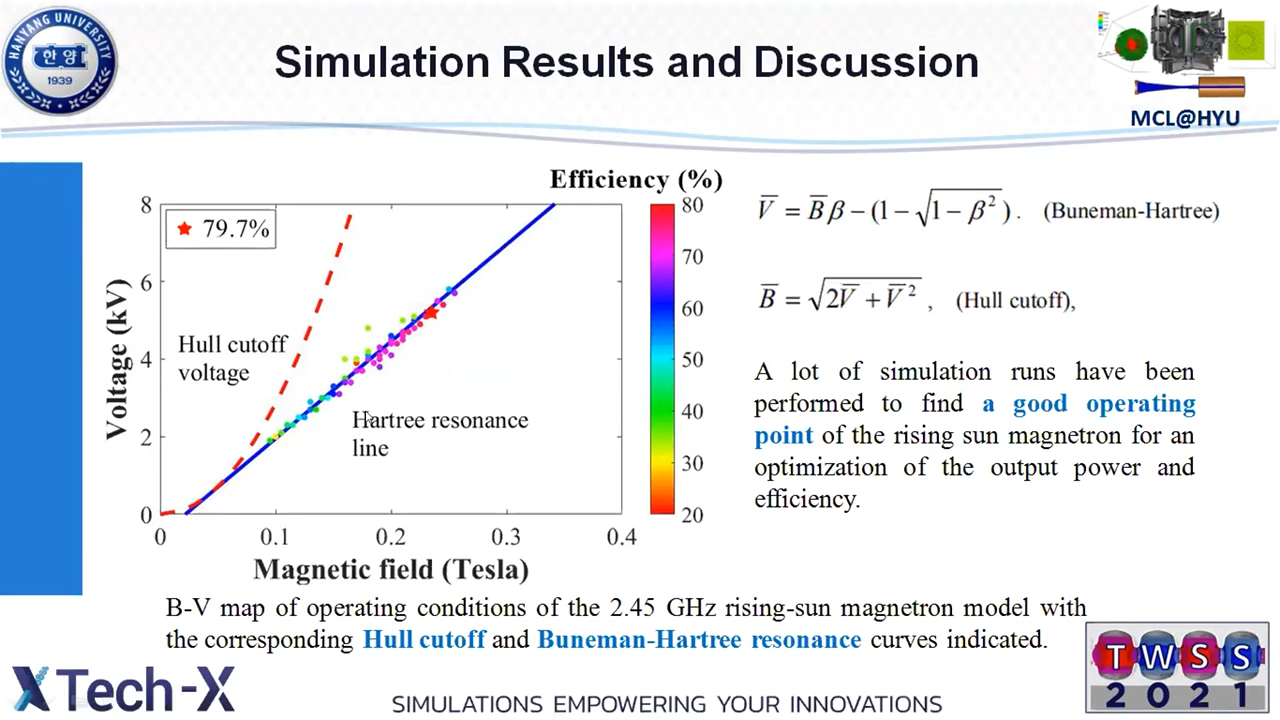 HANYANG UNIVERSITY
한양
1939
Simulation Results and Discussion
MCL@HYU
Efficiency (%)
8
6
4
2
0
Voltage (kV)
79.7%
Hull cutoff
voltage
Hartree resonance
line
0 0.1 0.2 0.3 0.4
Magnetic field (Tesla)
80
70
60
50
40
30
20
V̅ = B̅β − (1 − √(1 − β²)). (Buneman-Hartree)
B̅ = √(2V̅ + V̅²), (Hull cutoff),
A lot of simulation runs have been
performed to find a good operating
point of the rising sun magnetron for an
optimization of the output power and
efficiency.
B-V map of operating conditions of the 2.45 GHz rising-sun magnetron model with
the corresponding Hull cutoff and Buneman-Hartree resonance curves indicated.
Tech-X
SIMULATIONS EMPOWERING YOUR INNOVATIONS
TWSS
2021